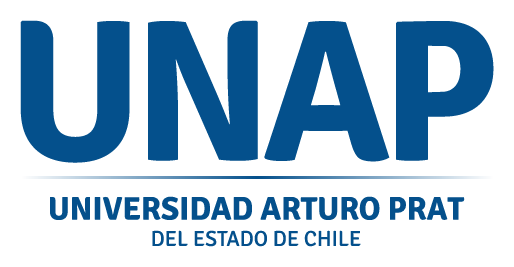 UNAP
UNIVERSIDAD ARTURO PRAT
DEL ESTADO DE CHILE